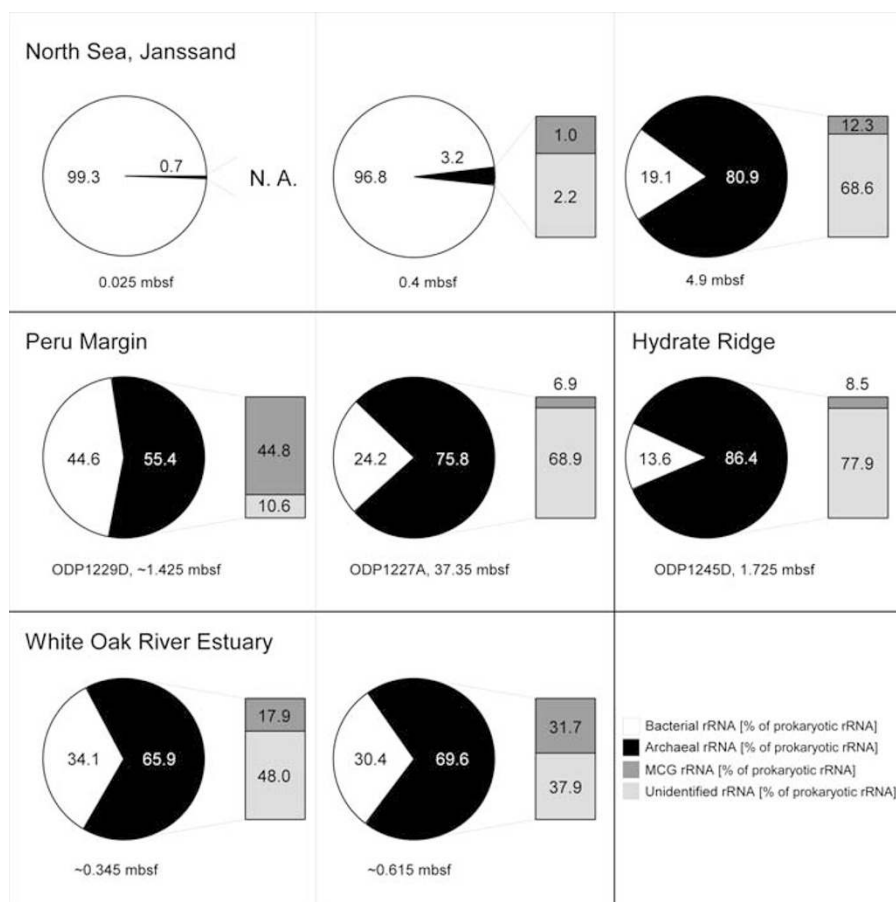 North Sea, Janssand
99.3
0.7
N. A.
0.025 mbsf
96.8
3.2
1.0
2.2
0.4 mbsf
19.1
80.9
12.3
68.6
4.9 mbsf
Peru Margin
44.6
55.4
44.8
10.6
ODP1229D, ~1.425 mbsf
24.2
75.8
6.9
68.9
ODP1227A, 37.35 mbsf
Hydrate Ridge
13.6
86.4
8.5
77.9
ODP1245D, 1.725 mbsf
White Oak River Estuary
34.1
65.9
17.9
48.0
~0.345 mbsf
30.4
69.6
31.7
37.9
~0.615 mbsf
Bacterial rRNA [% of prokaryotic rRNA]
Archaeal rRNA [% of prokaryotic rRNA]
MCG rRNA [% of prokaryotic rRNA]
Unidentified rRNA [% of prokaryotic rRNA]